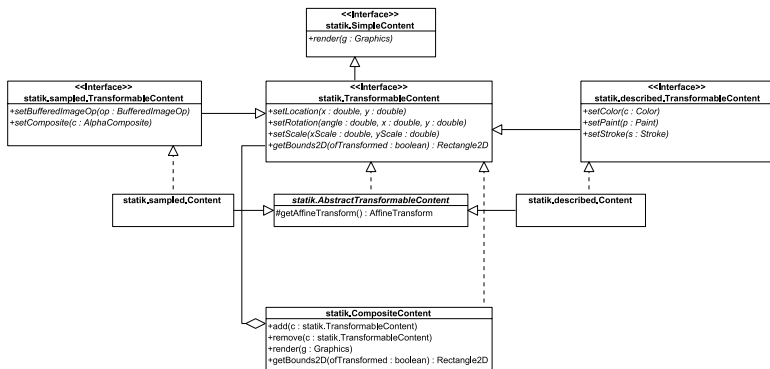 <<Interface>>
statik.SimpleContent
+render(g : Graphics)
<<Interface>>
statik.sampled.TransformableContent
+setBufferedImageOp(op : BufferedImageOp)
+setComposite(c : AlphaComposite)
<<Interface>>
statik.TransformableContent
+setLocation(x : double, y : double)
+setRotation(angle : double, x : double, y : double)
+setScale(xScale : double, yScale : double)
+getBounds2D(ofTransformed : boolean) : Rectangle2D
<<Interface>>
statik.described.TransformableContent
+setColor(c : Color)
+setPaint(p : Paint)
+setStroke(s : Stroke)
statik.sampled.Content
statik.AbstractTransformableContent
#getAffineTransform() : AffineTransform
statik.described.Content
statik.CompositeContent
+add(c : statik.TransformableContent)
+remove(c : statik.TransformableContent)
+render(g : Graphics)
+getBounds2D(ofTransformed : boolean) : Rectangle2D